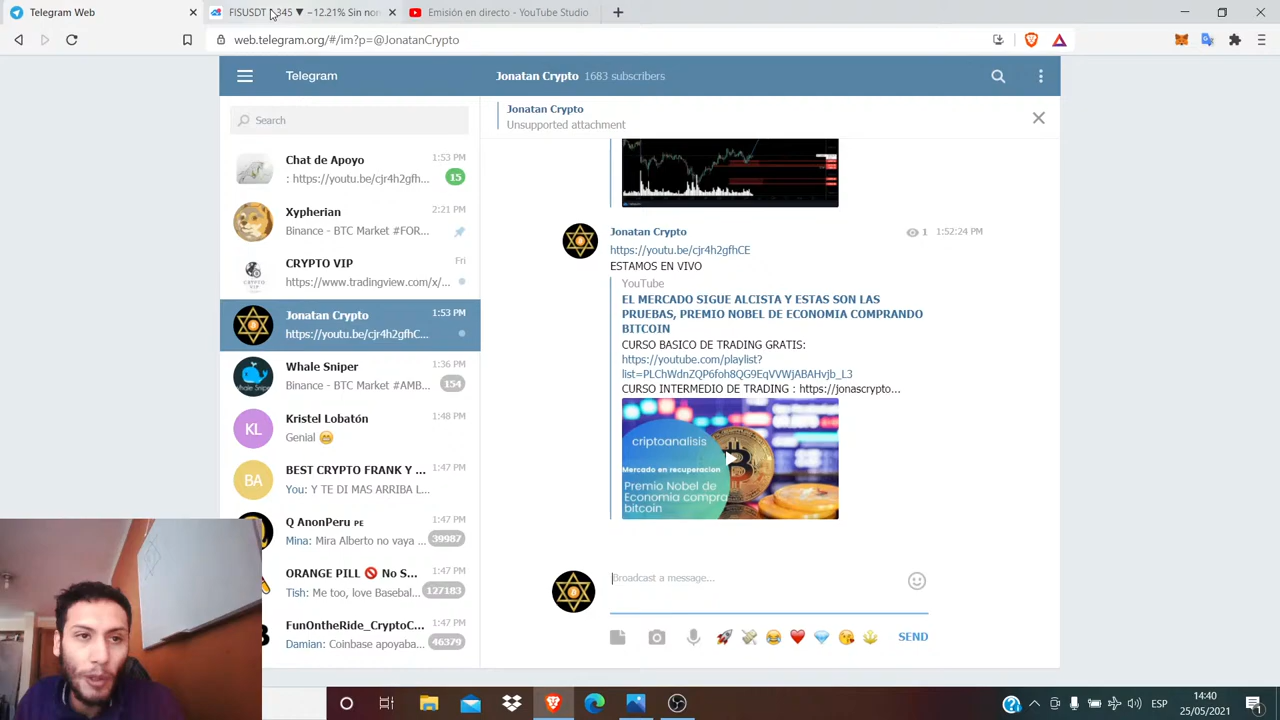 Telegram Web
FISUSDT 1.345 ▼ −12.21% Sin nom
Emisión en directo - YouTube Studio
web.telegram.org/#/im?p=@JonatanCrypto
Telegram
Jonatan Crypto 1683 subscribers
Search
Jonatan Crypto
Unsupported attachment
Chat de Apoyo 1:53 PM
: https://youtu.be/cjr4h2gfh... 15
Xypherian 2:21 PM
Binance - BTC Market #FOR...
CRYPTO VIP Fri
https://www.tradingview.com/x/...
Jonatan Crypto 1:53 PM
https://youtu.be/cjr4h2gfhC...
Whale Sniper 1:36 PM
Binance - BTC Market #AMB... 154
Kristel Lobatón 1:48 PM
KL
Genial 😁
BEST CRYPTO FRANK Y ... 1:47 PM
BA
You: Y TE DI MAS ARRIBA L...
Q AnonPeru PE 1:47 PM
Mina: Mira Alberto no vaya ... 39987
ORANGE PILL 🚫 No S... 1:47 PM
Tish: Me too, love Basebal... 127183
FunOntheRide_CryptoC... 1:47 PM
Damian: Coinbase apoyaba... 46379
Jonatan Crypto 1 1:52:24 PM
https://youtu.be/cjr4h2gfhCE
ESTAMOS EN VIVO
YouTube
EL MERCADO SIGUE ALCISTA Y ESTAS SON LAS
PRUEBAS, PREMIO NOBEL DE ECONOMIA COMPRANDO
BITCOIN
CURSO BASICO DE TRADING GRATIS:
https://youtube.com/playlist?
list=PLChWdnZQP6foh8QG9EqVVWjABAHvjb_L3
CURSO INTERMEDIO DE TRADING : https://jonascrypto...
criptoanalisis
Mercado en recuperacion
Premio Nobel de
Economia compra
bitcoin
Broadcast a message...
SEND
ESP
14:40
25/05/2021